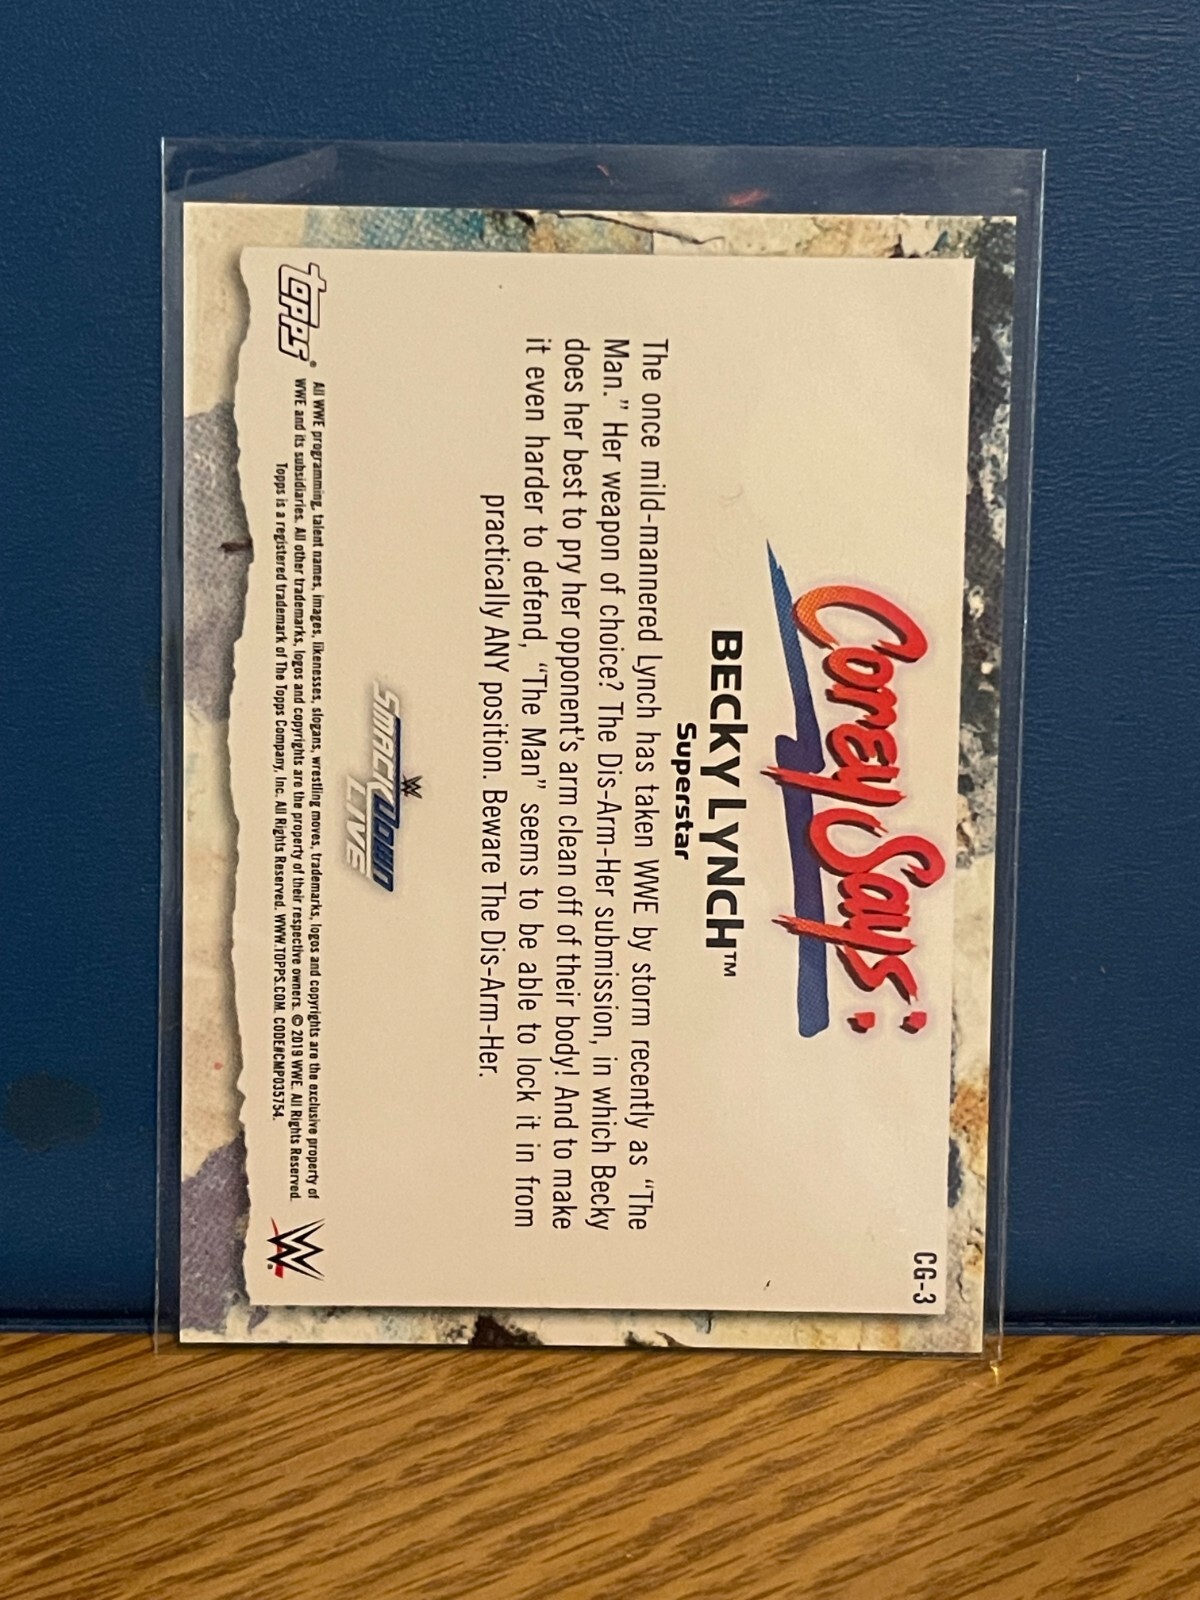 CG-3
Corey Says:
BECKY LYNCH™
Superstar
The once mild-mannered Lynch has taken WWE by storm recently as “The
Man.” Her weapon of choice? The Dis-Arm-Her submission, in which Becky
does her best to pry her opponent's arm clean off of their body! And to make
it even harder to defend, “The Man” seems to be able to lock it in from
practically ANY position. Beware The Dis-Arm-Her.
W
SMACKDOWN
LIVE
topps®
All WWE programming, talent names, images, likenesses, slogans, wrestling moves, trademarks, logos and copyrights are the exclusive property of
WWE and its subsidiaries. All other trademarks, logos and copyrights are the property of their respective owners. © 2019 WWE. All Rights Reserved.
Topps is a registered trademark of The Topps Company, Inc. All Rights Reserved. WWW.TOPPS.COM. CODE#CMP035754.
W